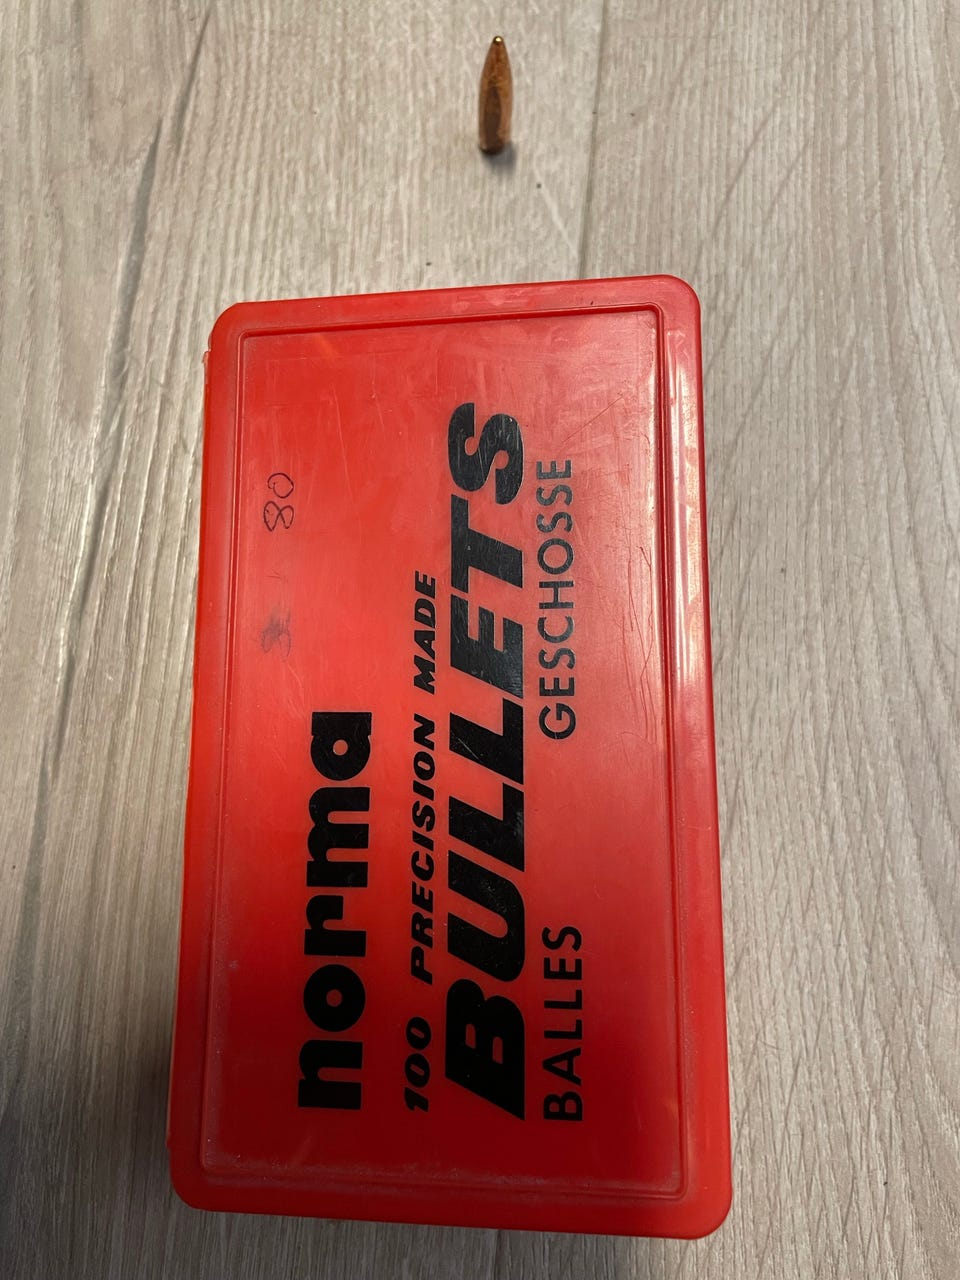 80
norma
100 PRECISION MADE
BULLETS
BALLES GESCHOSSE